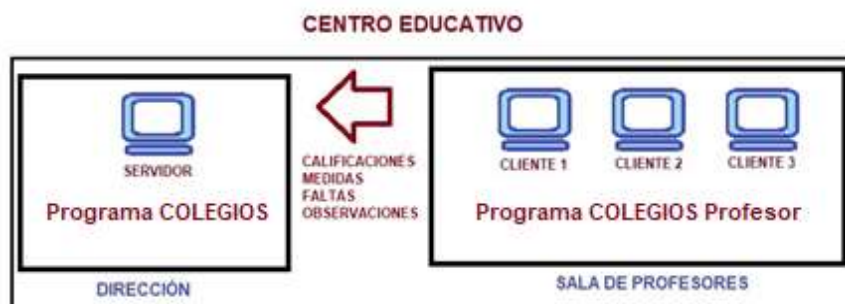 CENTRO EDUCATIVO
SERVIDOR
Programa COLEGIOS
DIRECCIÓN
CALIFICACIONES
MEDIDAS
FALTAS
OBSERVACIONES
CLIENTE 1
CLIENTE 2
CLIENTE 3
Programa COLEGIOS Profesor
SALA DE PROFESORES